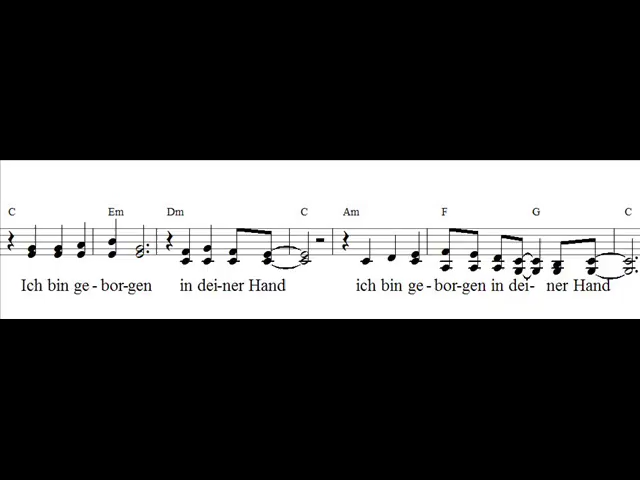 C Em Dm C Am F G C
Ich bin ge - bor-gen in dei-ner Hand ich bin ge - bor-gen in dei- ner Hand